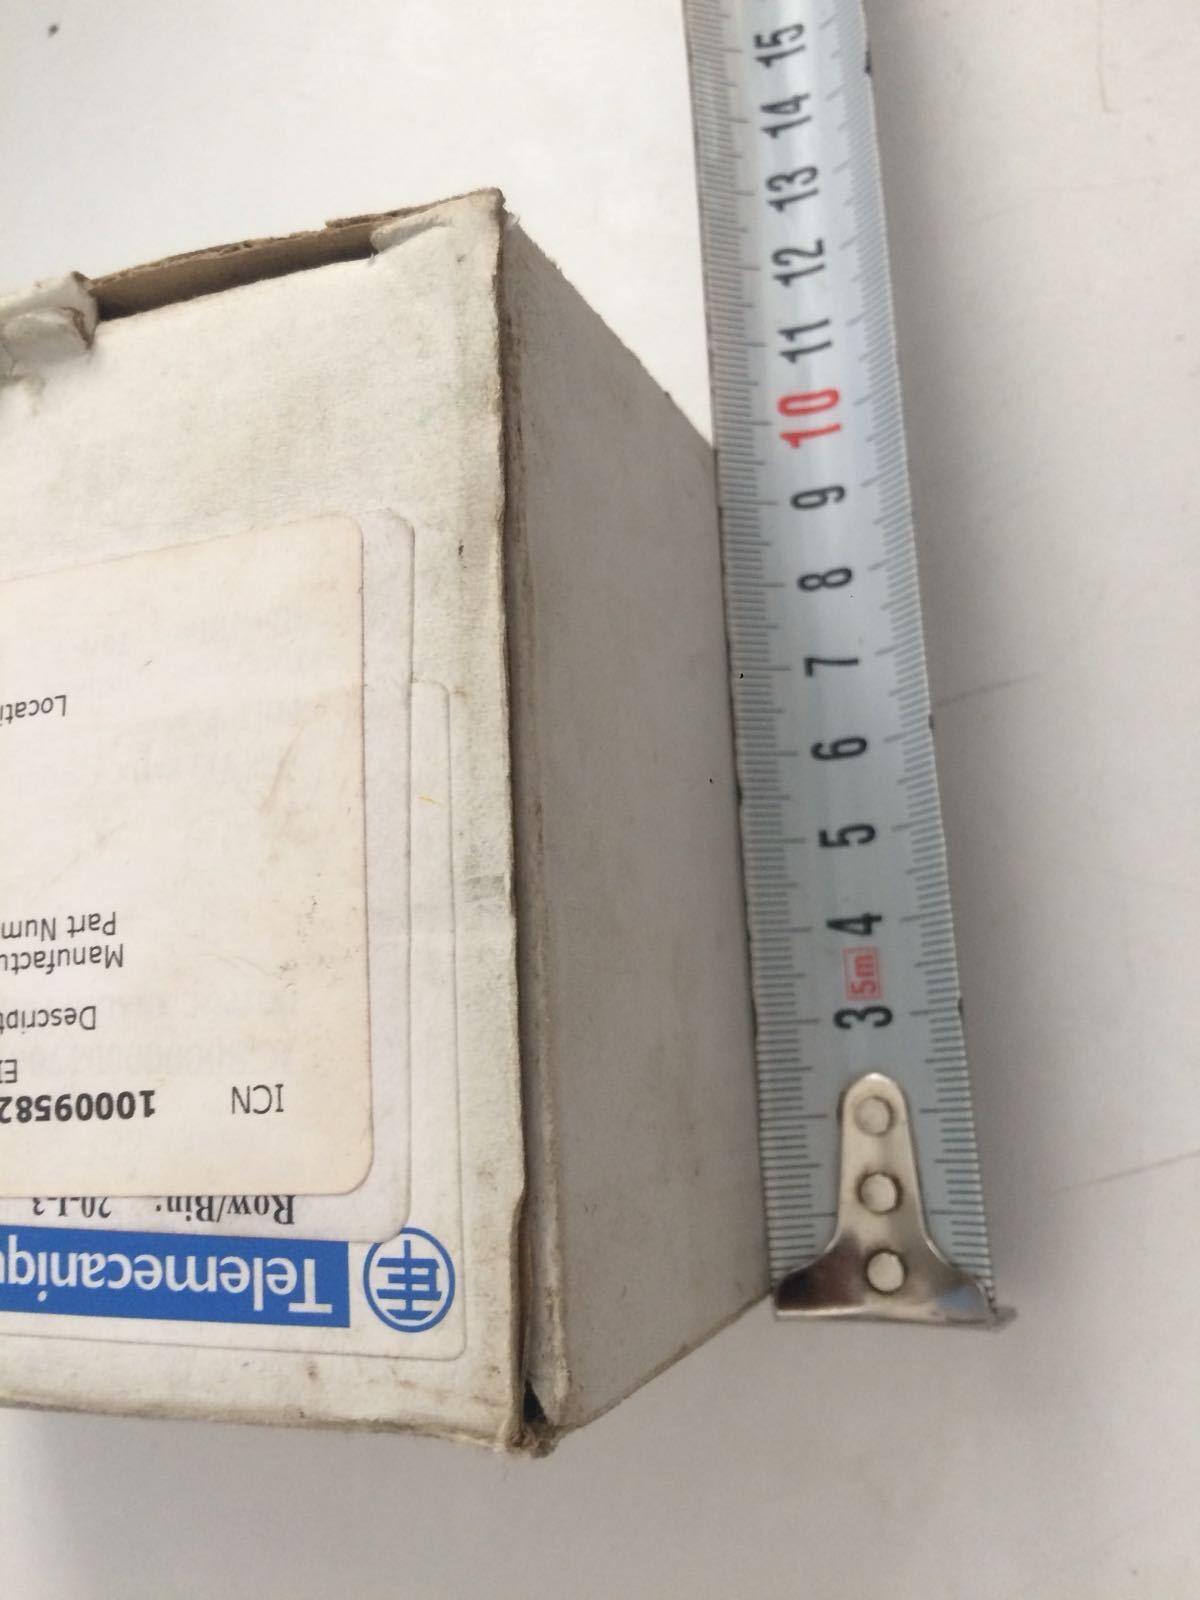 Telemecaniqu
Row/Bin: 20-J-3
ICN
1000958
Descript
Manufactu
Part Num
Locati
15
14
13
12
11
10
9
8
7
6
5
4
5m
3